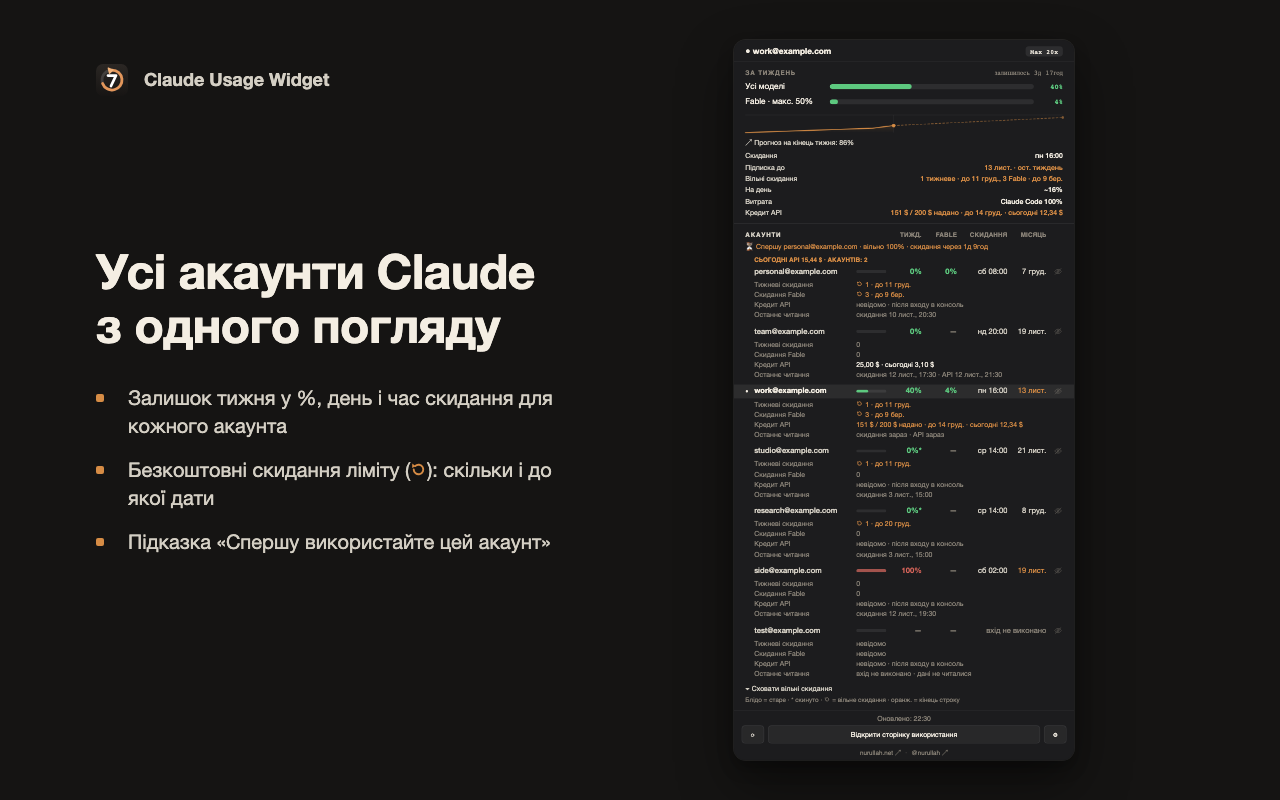 7 Claude Usage Widget
Усі акаунти Claude
з одного погляду
Залишок тижня у %, день і час скидання для
кожного акаунта
Безкоштовні скидання ліміту (): скільки і до
якої дати
Підказка «Спершу використайте цей акаунт»
work@example.com Max 20x
ЗА ТИЖДЕНЬ залишилось 3д 17год
Усі моделі 40%
Fable · макс. 50% 4%
↗ Прогноз на кінець тижня: 86%
Скидання пн 16:00
Підписка до 13 лист. · ост. тиждень
Вільні скидання 1 тижневе · до 11 груд., 3 Fable · до 9 бер.
На день ~16%
Витрата Claude Code 100%
Кредит API 151 $ / 200 $ надано · до 14 груд. · сьогодні 12,34 $
АКАУНТИ ТИЖД. FABLE СКИДАННЯ МІСЯЦЬ
⏳ Спершу personal@example.com · вільно 100% · скидання через 1д 9год
СЬОГОДНІ API 15,44 $ · АКАУНТІВ: 2
personal@example.com 0% 0% сб 08:00 7 груд.
Тижневі скидання 1 · до 11 груд.
Скидання Fable 3 · до 9 бер.
Кредит API невідомо · після входу в консоль
Останнє читання скидання 10 лист., 20:30
team@example.com 0% — нд 20:00 19 лист.
Тижневі скидання 0
Скидання Fable 0
Кредит API 25,00 $ · сьогодні 3,10 $
Останнє читання скидання 12 лист., 17:30 · API 12 лист., 21:30
work@example.com 40% 4% пн 16:00 13 лист.
Тижневі скидання 1 · до 11 груд.
Скидання Fable 3 · до 9 бер.
Кредит API 151 $ / 200 $ надано · до 14 груд. · сьогодні 12,34 $
Останнє читання скидання зараз · API зараз
studio@example.com 0%* — ср 14:00 21 лист.
Тижневі скидання 1 · до 11 груд.
Скидання Fable 0
Кредит API невідомо · після входу в консоль
Останнє читання скидання 3 лист., 15:00
research@example.com 0%* — ср 14:00 8 груд.
Тижневі скидання 1 · до 20 груд.
Скидання Fable 0
Кредит API невідомо · після входу в консоль
Останнє читання скидання 3 лист., 15:00
side@example.com 100% — сб 02:00 19 лист.
Тижневі скидання 0
Скидання Fable 0
Кредит API невідомо · після входу в консоль
Останнє читання скидання 12 лист., 19:30
test@example.com — — вхід не виконано
Тижневі скидання невідомо
Скидання Fable невідомо
Кредит API невідомо · після входу в консоль
Останнє читання вхід не виконано · дані не читалися
Сховати вільні скидання
Блідо = старе · * скинуто · = вільне скидання · оранж. = кінець строку
Оновлено: 22:30
Відкрити сторінку використання
nurullah.net ↗ · @nurullah ↗